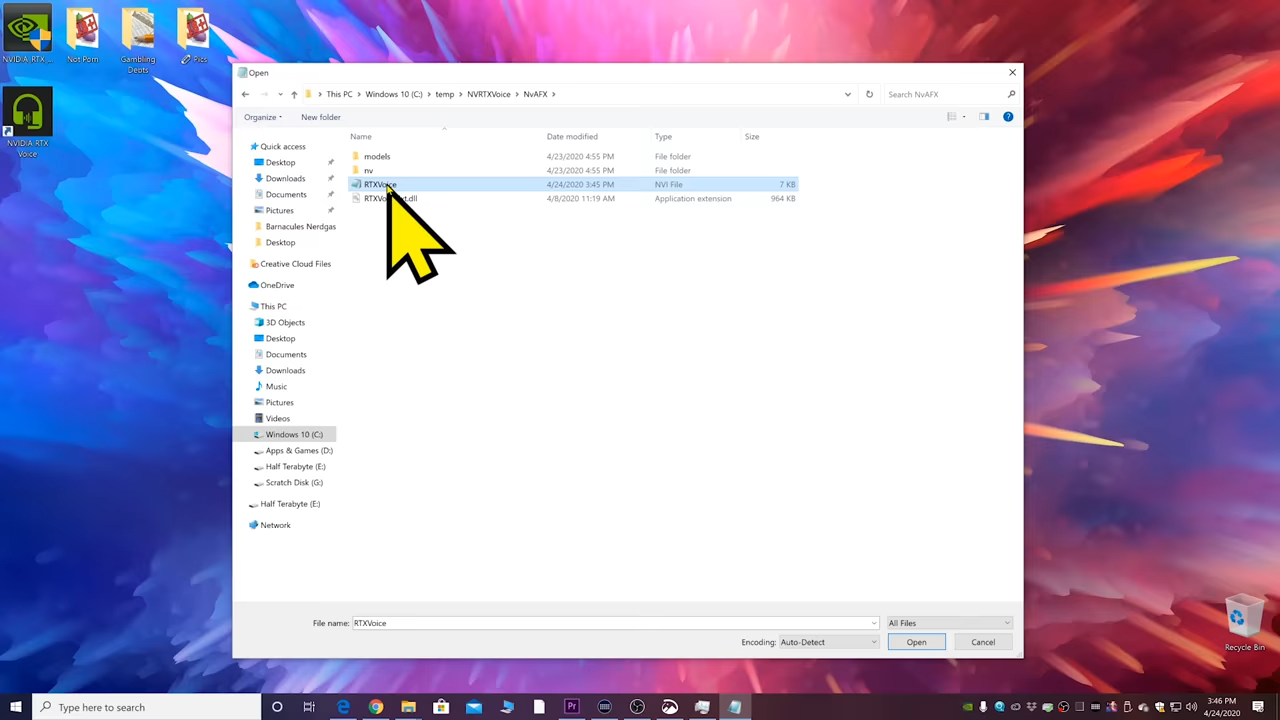 NVIDIA RTX ...
Not Porn
Gambling
Debts
Pics
NVIDIA RTX
Voice
Open
This PC > Windows 10 (C:) > temp > NVRTXVoice > NvAFX >
Search NvAFX
Organize
New folder
Name
Date modified
Type
Size
models
4/23/2020 4:55 PM
File folder
nv
4/23/2020 4:55 PM
File folder
RTXVoice
4/24/2020 3:45 PM
NVI File
7 KB
4/8/2020 11:19 AM
Application extension
964 KB
Quick access
Desktop
Downloads
Documents
Pictures
Barnacules Nerdgas
Desktop
Creative Cloud Files
OneDrive
This PC
3D Objects
Desktop
Documents
Downloads
Music
Pictures
Videos
Windows 10 (C:)
Apps & Games (D:)
Half Terabyte (E:)
Scratch Disk (G:)
Half Terabyte (E:)
Network
File name:
RTXVoice
All Files
Encoding:
Auto-Detect
Open
Cancel
Recycle Bin
Type here to search
Pr
3:46 PM
4/24/2020